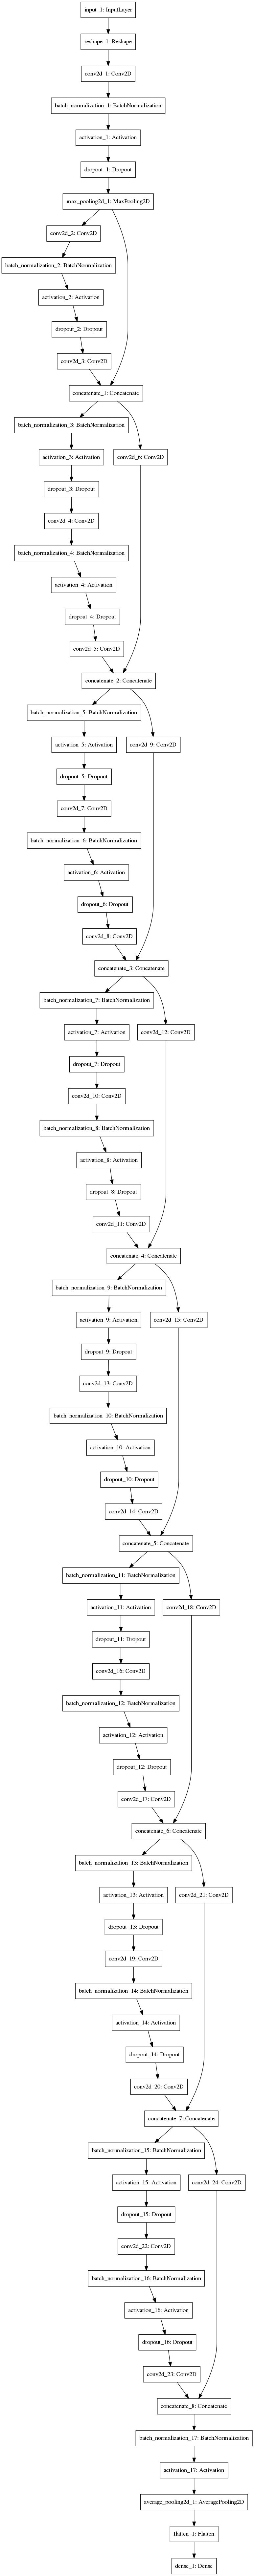 input_1: InputLayer
reshape_1: Reshape
conv2d_1: Conv2D
batch_normalization_1: BatchNormalization
activation_1: Activation
dropout_1: Dropout
max_pooling2d_1: MaxPooling2D
conv2d_2: Conv2D
batch_normalization_2: BatchNormalization
activation_2: Activation
dropout_2: Dropout
conv2d_3: Conv2D
concatenate_1: Concatenate
batch_normalization_3: BatchNormalization
activation_3: Activation
conv2d_6: Conv2D
dropout_3: Dropout
conv2d_4: Conv2D
batch_normalization_4: BatchNormalization
activation_4: Activation
dropout_4: Dropout
conv2d_5: Conv2D
concatenate_2: Concatenate
batch_normalization_5: BatchNormalization
activation_5: Activation
conv2d_9: Conv2D
dropout_5: Dropout
conv2d_7: Conv2D
batch_normalization_6: BatchNormalization
activation_6: Activation
dropout_6: Dropout
conv2d_8: Conv2D
concatenate_3: Concatenate
batch_normalization_7: BatchNormalization
activation_7: Activation
conv2d_12: Conv2D
dropout_7: Dropout
conv2d_10: Conv2D
batch_normalization_8: BatchNormalization
activation_8: Activation
dropout_8: Dropout
conv2d_11: Conv2D
concatenate_4: Concatenate
batch_normalization_9: BatchNormalization
activation_9: Activation
conv2d_15: Conv2D
dropout_9: Dropout
conv2d_13: Conv2D
batch_normalization_10: BatchNormalization
activation_10: Activation
dropout_10: Dropout
conv2d_14: Conv2D
concatenate_5: Concatenate
batch_normalization_11: BatchNormalization
activation_11: Activation
conv2d_18: Conv2D
dropout_11: Dropout
conv2d_16: Conv2D
batch_normalization_12: BatchNormalization
activation_12: Activation
dropout_12: Dropout
conv2d_17: Conv2D
concatenate_6: Concatenate
batch_normalization_13: BatchNormalization
activation_13: Activation
conv2d_21: Conv2D
dropout_13: Dropout
conv2d_19: Conv2D
batch_normalization_14: BatchNormalization
activation_14: Activation
dropout_14: Dropout
conv2d_20: Conv2D
concatenate_7: Concatenate
batch_normalization_15: BatchNormalization
activation_15: Activation
conv2d_24: Conv2D
dropout_15: Dropout
conv2d_22: Conv2D
batch_normalization_16: BatchNormalization
activation_16: Activation
dropout_16: Dropout
conv2d_23: Conv2D
concatenate_8: Concatenate
batch_normalization_17: BatchNormalization
activation_17: Activation
average_pooling2d_1: AveragePooling2D
flatten_1: Flatten
dense_1: Dense